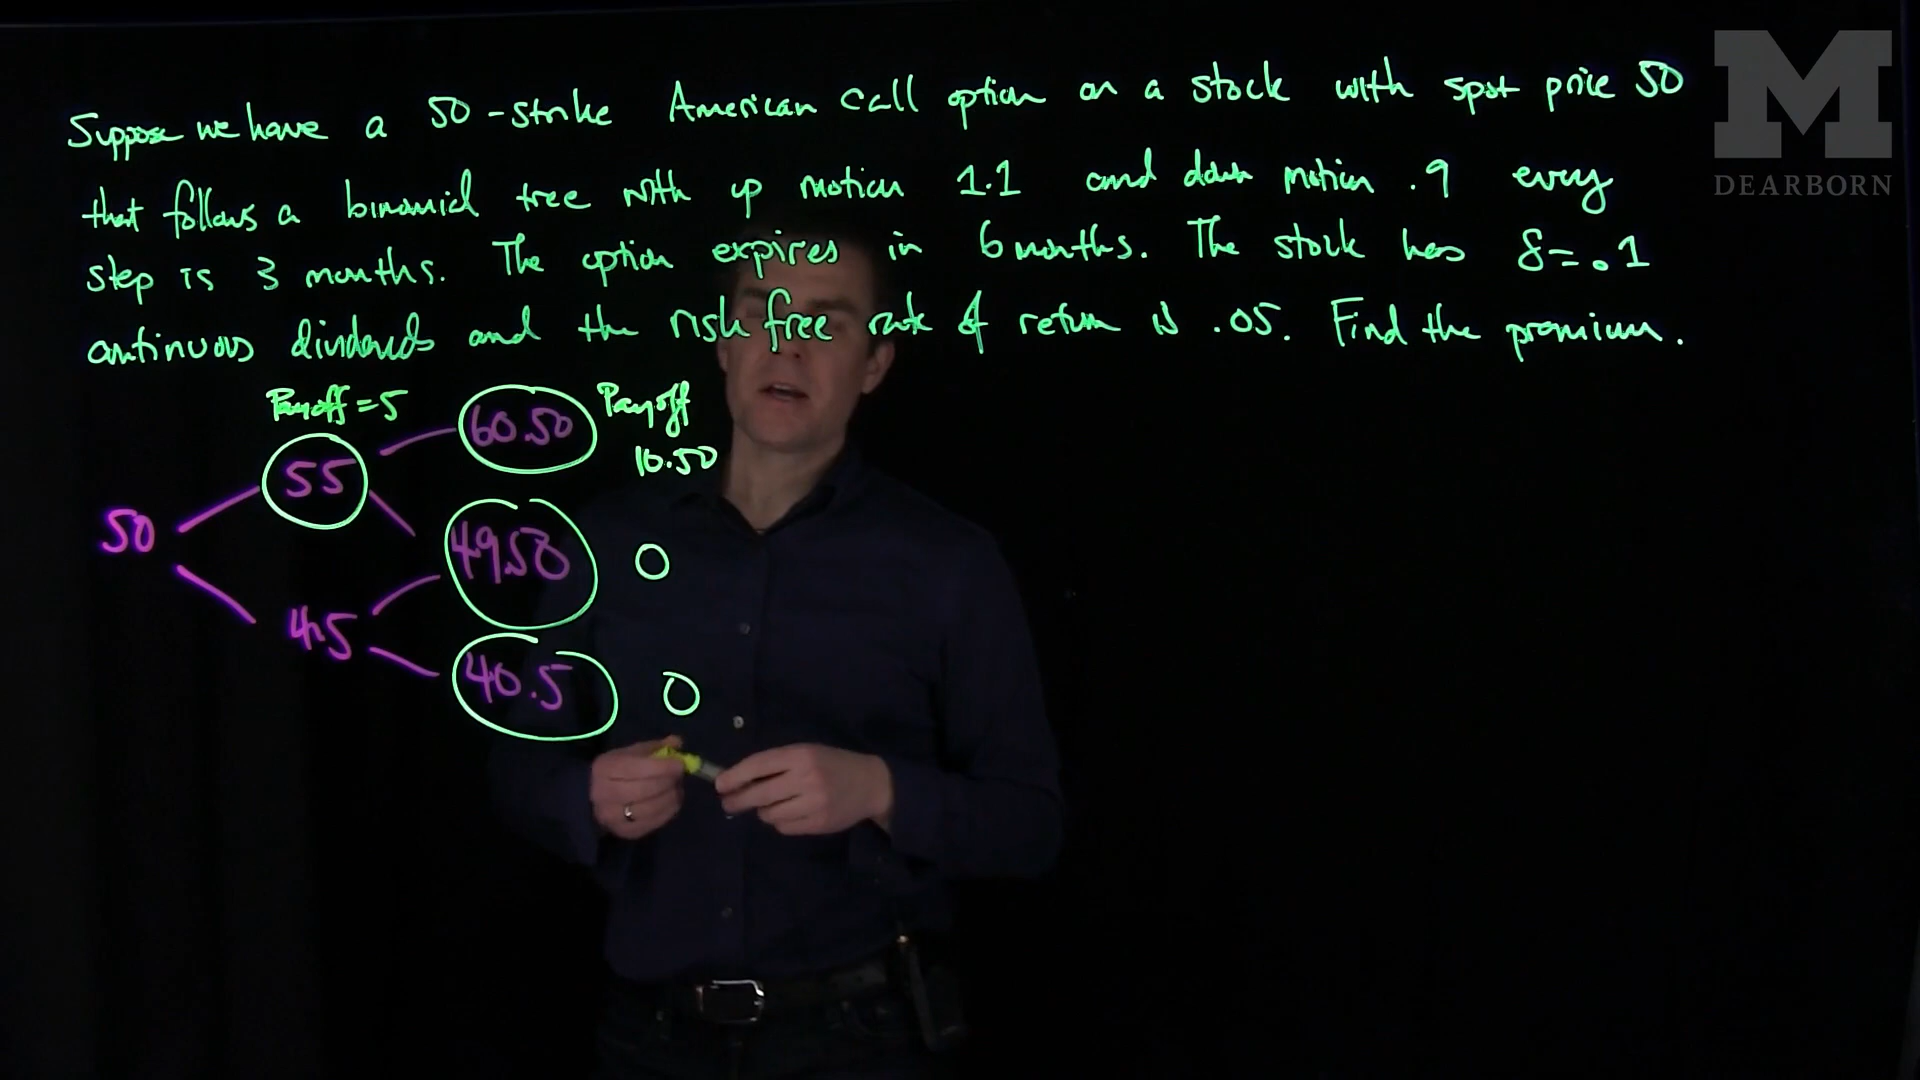 Suppose we have a 50-strike American call option on a stock with spot price 50
that follows a binomial tree with up motion 1.1 and down motion .9 every
step is 3 months. The option expires in 6 months. The stock has δ=.1
continuous dividends and the risk free rate of return is .05. Find the premium.
Payoff=5
60.50
Payoff
10.50
55
50
49.50
0
45
40.5
0
M
DEARBORN